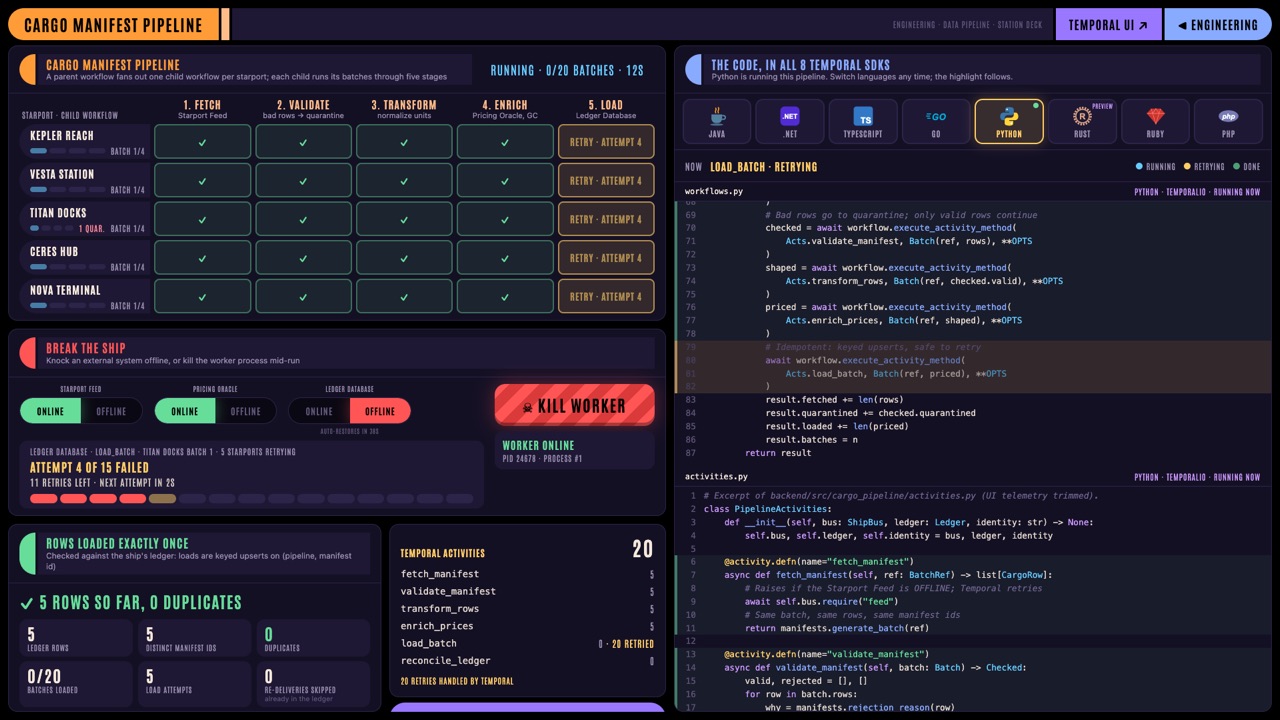 CARGO MANIFEST PIPELINE
ENGINEERING · DATA PIPELINE · STATION DECK
TEMPORAL UI ↗
◀ ENGINEERING
CARGO MANIFEST PIPELINE
A parent workflow fans out one child workflow per starport; each child runs its batches through five stages
RUNNING · 0/20 BATCHES · 12S
STARPORT · CHILD WORKFLOW
1. FETCH
Starport Feed
2. VALIDATE
bad rows → quarantine
3. TRANSFORM
normalize units
4. ENRICH
Pricing Oracle, GC
5. LOAD
Ledger Database
KEPLER REACH
BATCH 1/4
✓ ✓ ✓ ✓ RETRY · ATTEMPT 4
VESTA STATION
BATCH 1/4
✓ ✓ ✓ ✓ RETRY · ATTEMPT 4
TITAN DOCKS
1 QUAR. BATCH 1/4
✓ ✓ ✓ ✓ RETRY · ATTEMPT 4
CERES HUB
BATCH 1/4
✓ ✓ ✓ ✓ RETRY · ATTEMPT 4
NOVA TERMINAL
BATCH 1/4
✓ ✓ ✓ ✓ RETRY · ATTEMPT 4
BREAK THE SHIP
Knock an external system offline, or kill the worker process mid-run
STARPORT FEED
ONLINE OFFLINE
PRICING ORACLE
ONLINE OFFLINE
LEDGER DATABASE
ONLINE OFFLINE
AUTO-RESTORES IN 36S
☠ KILL WORKER
WORKER ONLINE
PID 24678 · PROCESS #1
LEDGER DATABASE · LOAD_BATCH · TITAN DOCKS BATCH 1 · 5 STARPORTS RETRYING
ATTEMPT 4 OF 15 FAILED
11 RETRIES LEFT · NEXT ATTEMPT IN 2S
ROWS LOADED EXACTLY ONCE
Checked against the ship's ledger: loads are keyed upserts on (pipeline, manifest
id)
✓ 5 ROWS SO FAR, 0 DUPLICATES
5
LEDGER ROWS
5
DISTINCT MANIFEST IDS
0
DUPLICATES
0/20
BATCHES LOADED
5
LOAD ATTEMPTS
0
RE-DELIVERIES SKIPPED
already in the ledger
TEMPORAL ACTIVITIES 20
fetch_manifest 5
validate_manifest 5
transform_rows 5
enrich_prices 5
load_batch 0 · 20 RETRIED
reconcile_ledger 0
20 RETRIES HANDLED BY TEMPORAL
THE CODE, IN ALL 8 TEMPORAL SDKS
Python is running this pipeline. Switch languages any time; the highlight follows.
JAVA
.NET
.NET
TS
TYPESCRIPT
GO
GO
PYTHON
PREVIEW
RUST
RUBY
php
PHP
NOW LOAD_BATCH · RETRYING
RUNNING RETRYING DONE
workflows.py
PYTHON · TEMPORALIO · RUNNING NOW
68 )
69 # Bad rows go to quarantine; only valid rows continue
70 checked = await workflow.execute_activity_method(
71 Acts.validate_manifest, Batch(ref, rows), **OPTS
72 )
73 shaped = await workflow.execute_activity_method(
74 Acts.transform_rows, Batch(ref, checked.valid), **OPTS
75 )
76 priced = await workflow.execute_activity_method(
77 Acts.enrich_prices, Batch(ref, shaped), **OPTS
78 )
79 # Idempotent: keyed upserts, safe to retry
80 await workflow.execute_activity_method(
81 Acts.load_batch, Batch(ref, priced), **OPTS
82 )
83 result.fetched += len(rows)
84 result.quarantined += checked.quarantined
85 result.loaded += len(priced)
86 result.batches = n
87 return result
activities.py
PYTHON · TEMPORALIO · RUNNING NOW
1 # Excerpt of backend/src/cargo_pipeline/activities.py (UI telemetry trimmed).
2 class PipelineActivities:
3 def __init__(self, bus: ShipBus, ledger: Ledger, identity: str) -> None:
4 self.bus, self.ledger, self.identity = bus, ledger, identity
5
6 @activity.defn(name="fetch_manifest")
7 async def fetch_manifest(self, ref: BatchRef) -> list[CargoRow]:
8 # Raises if the Starport Feed is OFFLINE; Temporal retries
9 await self.bus.require("feed")
10 # Same batch, same rows, same manifest ids
11 return manifests.generate_batch(ref)
12
13 @activity.defn(name="validate_manifest")
14 async def validate_manifest(self, batch: Batch) -> Checked:
15 valid, rejected = [], []
16 for row in batch.rows:
17 why = manifests.rejection_reason(row)